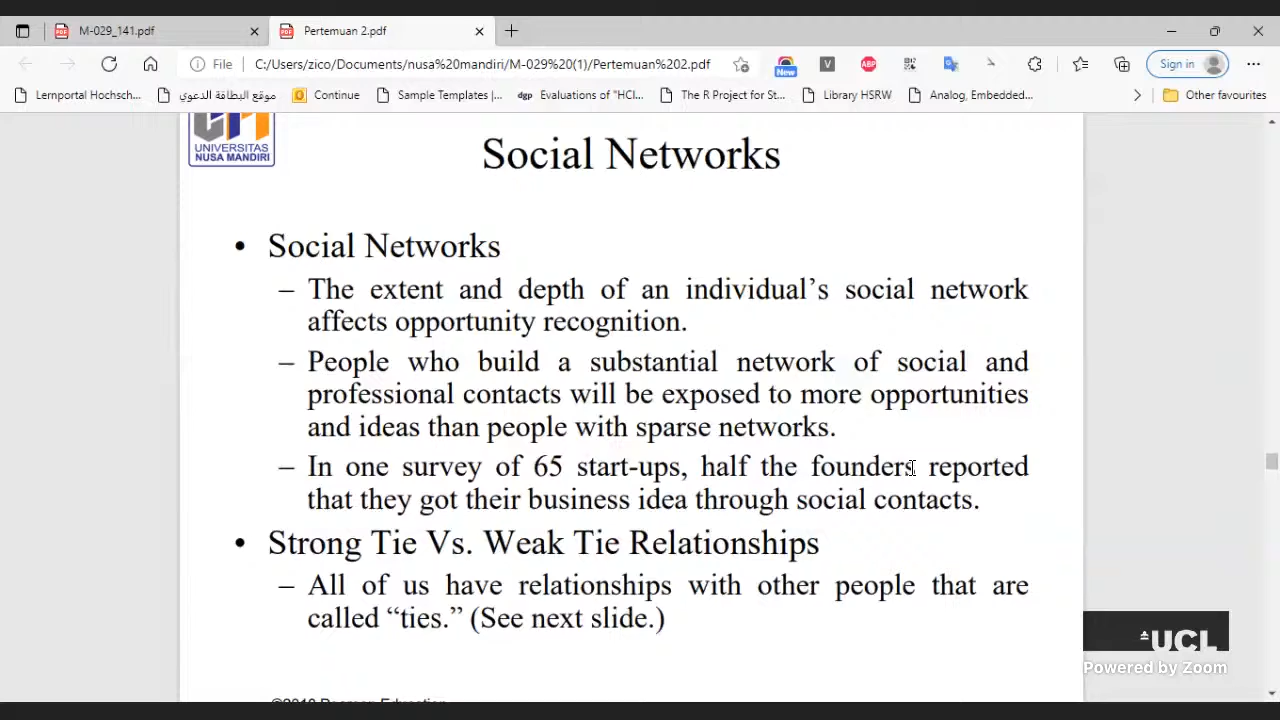 M-029_141.pdf
Pertemuan 2.pdf
File
C:/Users/zico/Documents/nusa%20mandiri/M-029%20(1)/Pertemuan%202.pdf
New
V
ABP
Sign in
Lernportal Hochsch...
موقع البطاقة الدعوي
Continue
Sample Templates |...
dgp
Evaluations of "HCI...
The R Project for St...
Library HSRW
Analog, Embedded...
Other favourites
UNIVERSITAS
NUSA MANDIRI
Social Networks
• Social Networks
– The extent and depth of an individual’s social network
affects opportunity recognition.
– People who build a substantial network of social and
professional contacts will be exposed to more opportunities
and ideas than people with sparse networks.
– In one survey of 65 start-ups, half the founders reported
that they got their business idea through social contacts.
• Strong Tie Vs. Weak Tie Relationships
– All of us have relationships with other people that are
called “ties.” (See next slide.)
UCL
Powered by Zoom